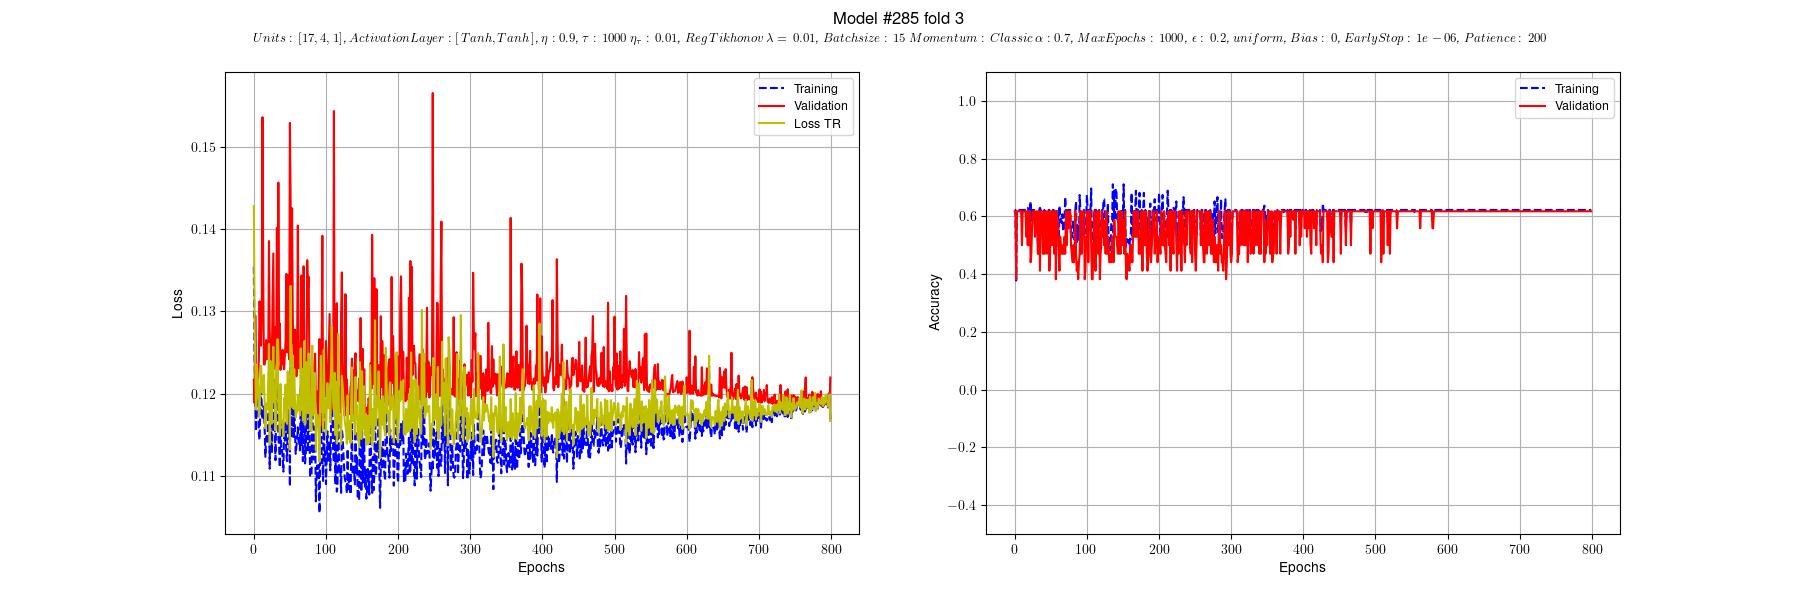 Model #285 fold 3
Units : [17, 4, 1], ActivationLayer : [Tanh, Tanh], η : 0.9, τ : 1000 η_τ : 0.01, RegTikhonov λ = 0.01, Batchsize : 15 Momentum : Classic α : 0.7, MaxEpochs : 1000, ϵ : 0.2, uniform, Bias : 0, EarlyStop : 1e − 06, Patience : 200
Training
Validation
Loss TR
0.15
0.14
0.13
0.12
0.11
Loss
0 100 200 300 400 500 600 700 800
Epochs
Training
Validation
1.0
0.8
0.6
0.4
0.2
0.0
−0.2
−0.4
Accuracy
0 100 200 300 400 500 600 700 800
Epochs